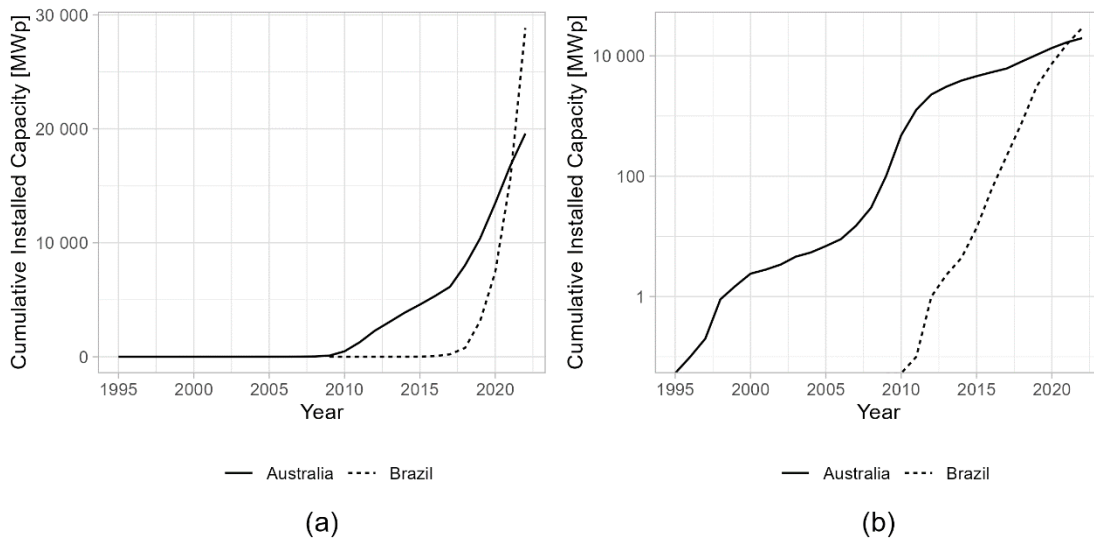 Cumulative Installed Capacity [MWp]
30 000
20 000
10 000
0
1995 2000 2005 2010 2015 2020
Year
Australia Brazil
(a)
Cumulative Installed Capacity [MWp]
10 000
100
1
1995 2000 2005 2010 2015 2020
Year
Australia Brazil
(b)